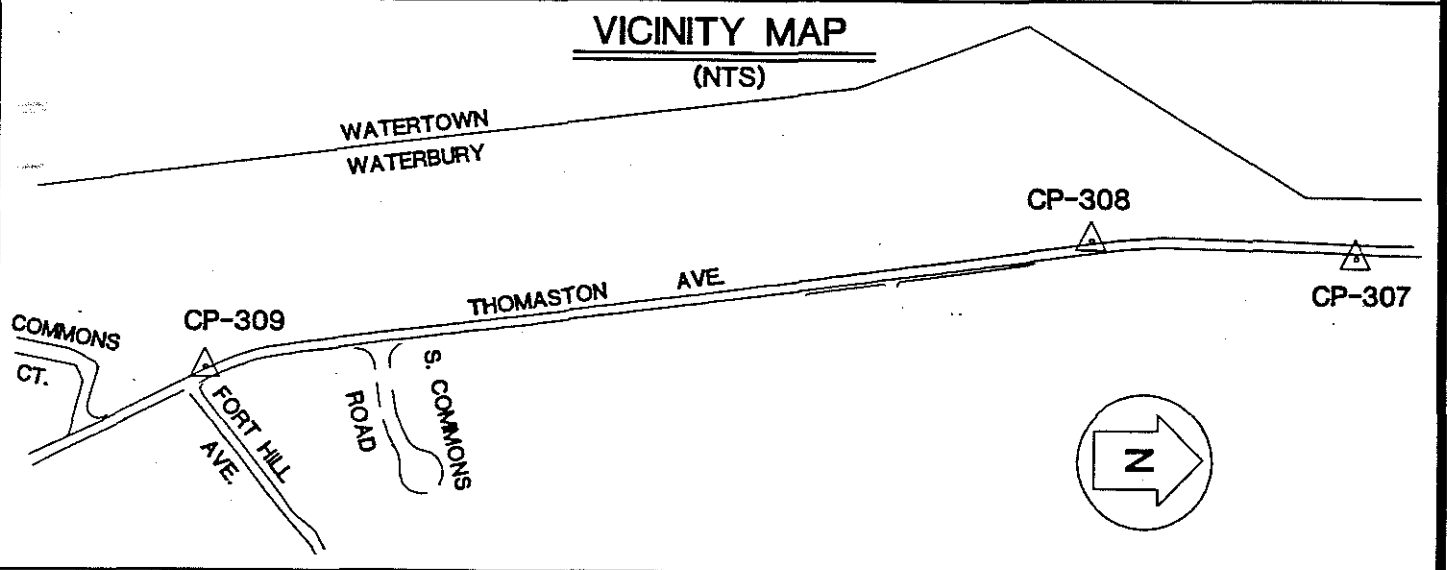 VICINITY MAP
(NTS)
WATERTOWN
WATERBURY
CP-308
CP-307
THOMASTON AVE.
CP-309
COMMONS
CT.
FORT HILL
AVE.
S. COMMONS
ROAD
N